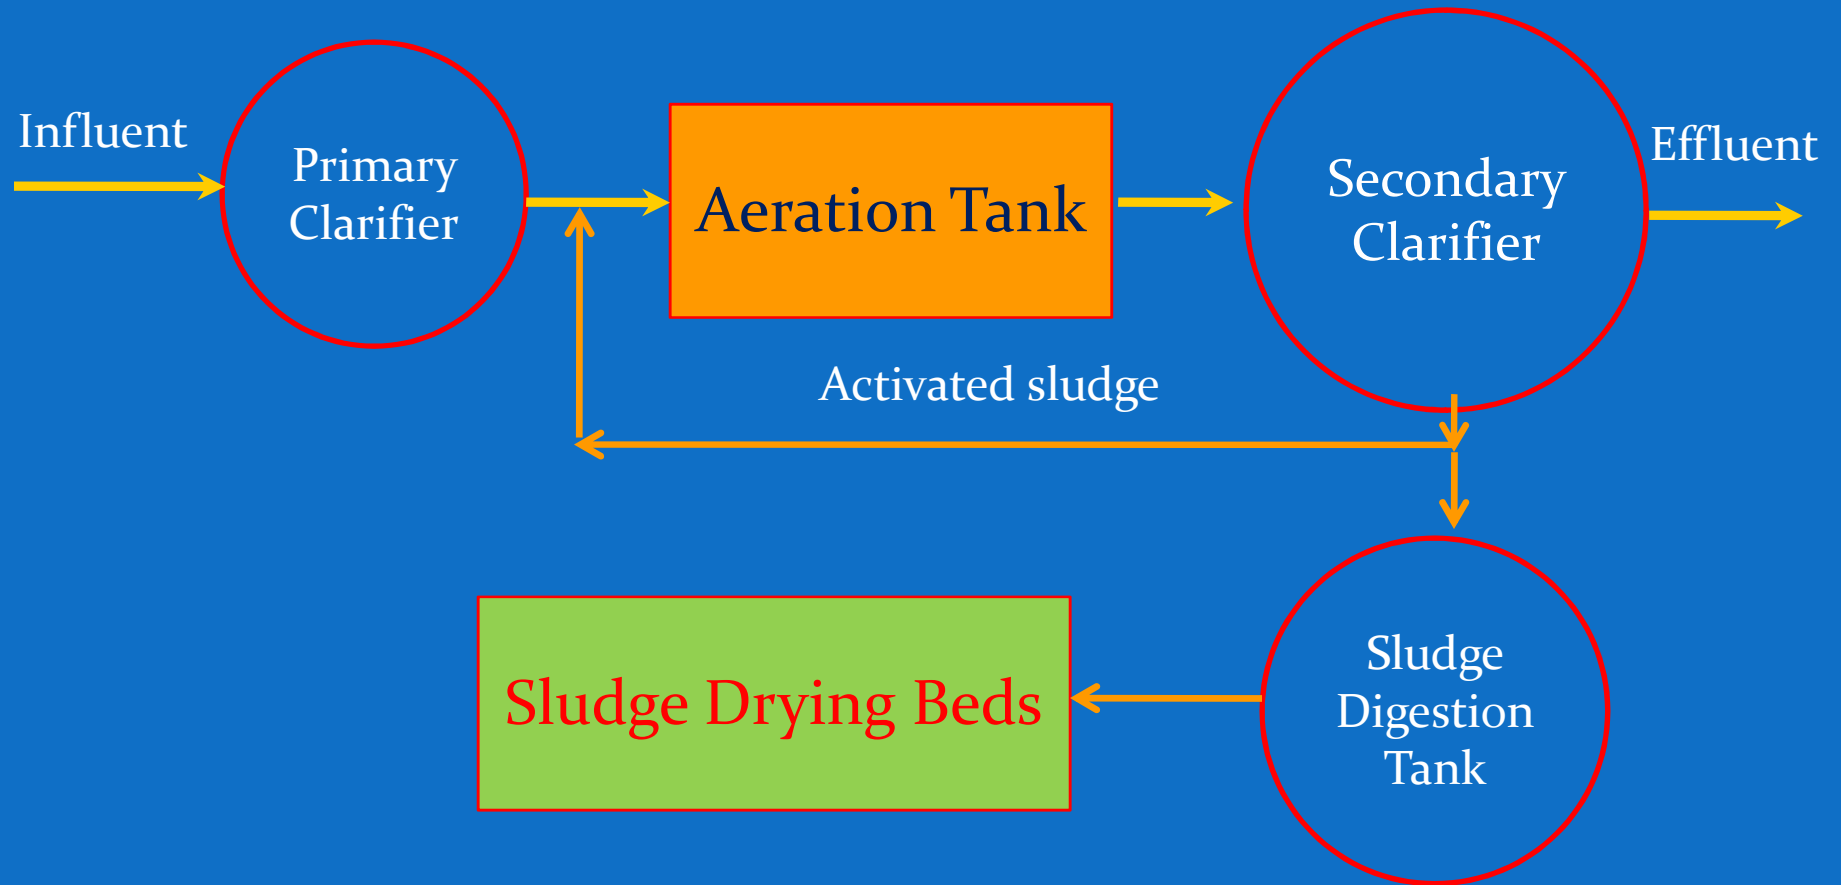 Influent
Primary
Clarifier
Aeration Tank
Secondary
Clarifier
Effluent
Activated sludge
Sludge Drying Beds
Sludge
Digestion
Tank